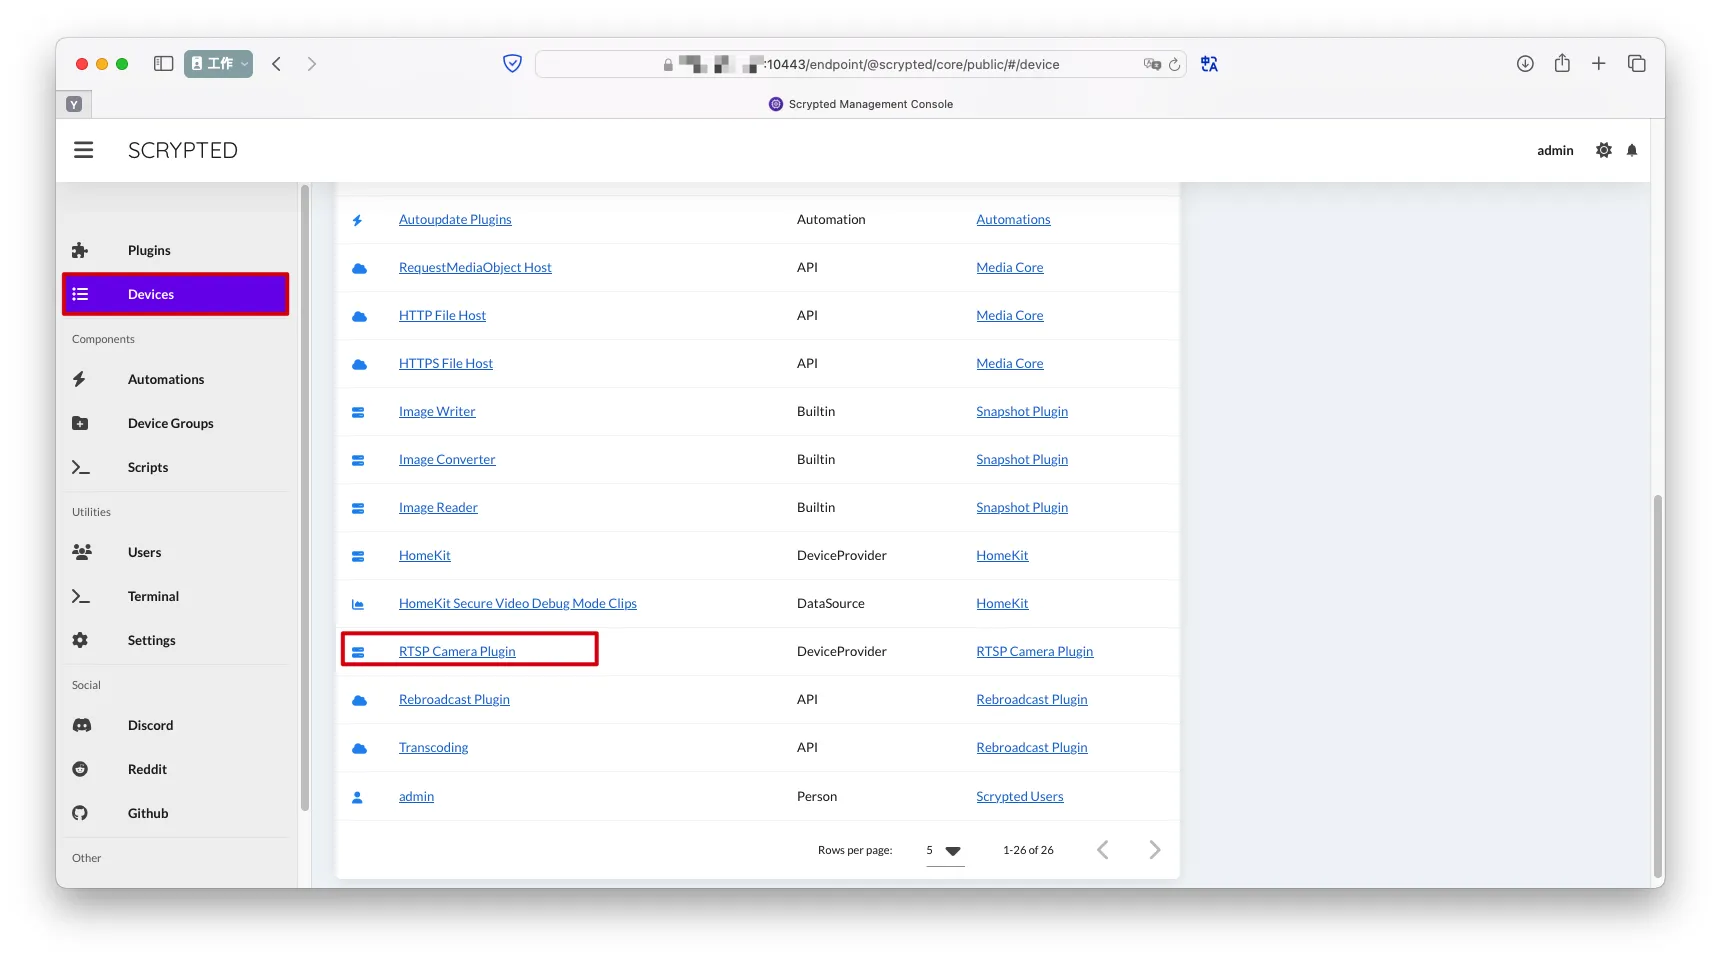 工作
:10443/endpoint/@scrypted/core/public/#/device
Y
Scrypted Management Console
SCRYPTED
admin
Plugins
Devices
Components
Automations
Device Groups
Scripts
Utilities
Users
Terminal
Settings
Social
Discord
Reddit
Github
Other
Autoupdate Plugins Automation Automations
RequestMediaObject Host API Media Core
HTTP File Host API Media Core
HTTPS File Host API Media Core
Image Writer Builtin Snapshot Plugin
Image Converter Builtin Snapshot Plugin
Image Reader Builtin Snapshot Plugin
HomeKit DeviceProvider HomeKit
HomeKit Secure Video Debug Mode Clips DataSource HomeKit
RTSP Camera Plugin DeviceProvider RTSP Camera Plugin
Rebroadcast Plugin API Rebroadcast Plugin
Transcoding API Rebroadcast Plugin
admin Person Scrypted Users
Rows per page: 5 1-26 of 26